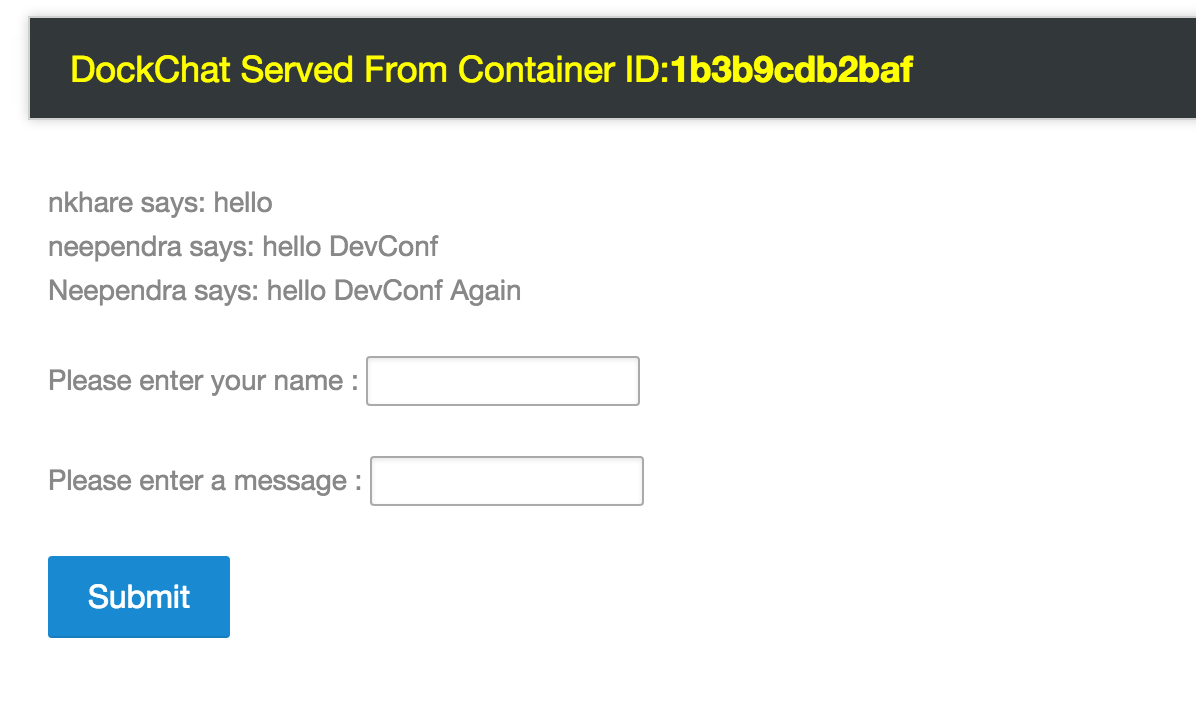 DockChat Served From Container ID:1b3b9cdb2baf
nkhare says: hello
neependra says: hello DevConf
Neependra says: hello DevConf Again
Please enter your name :
Please enter a message :
Submit